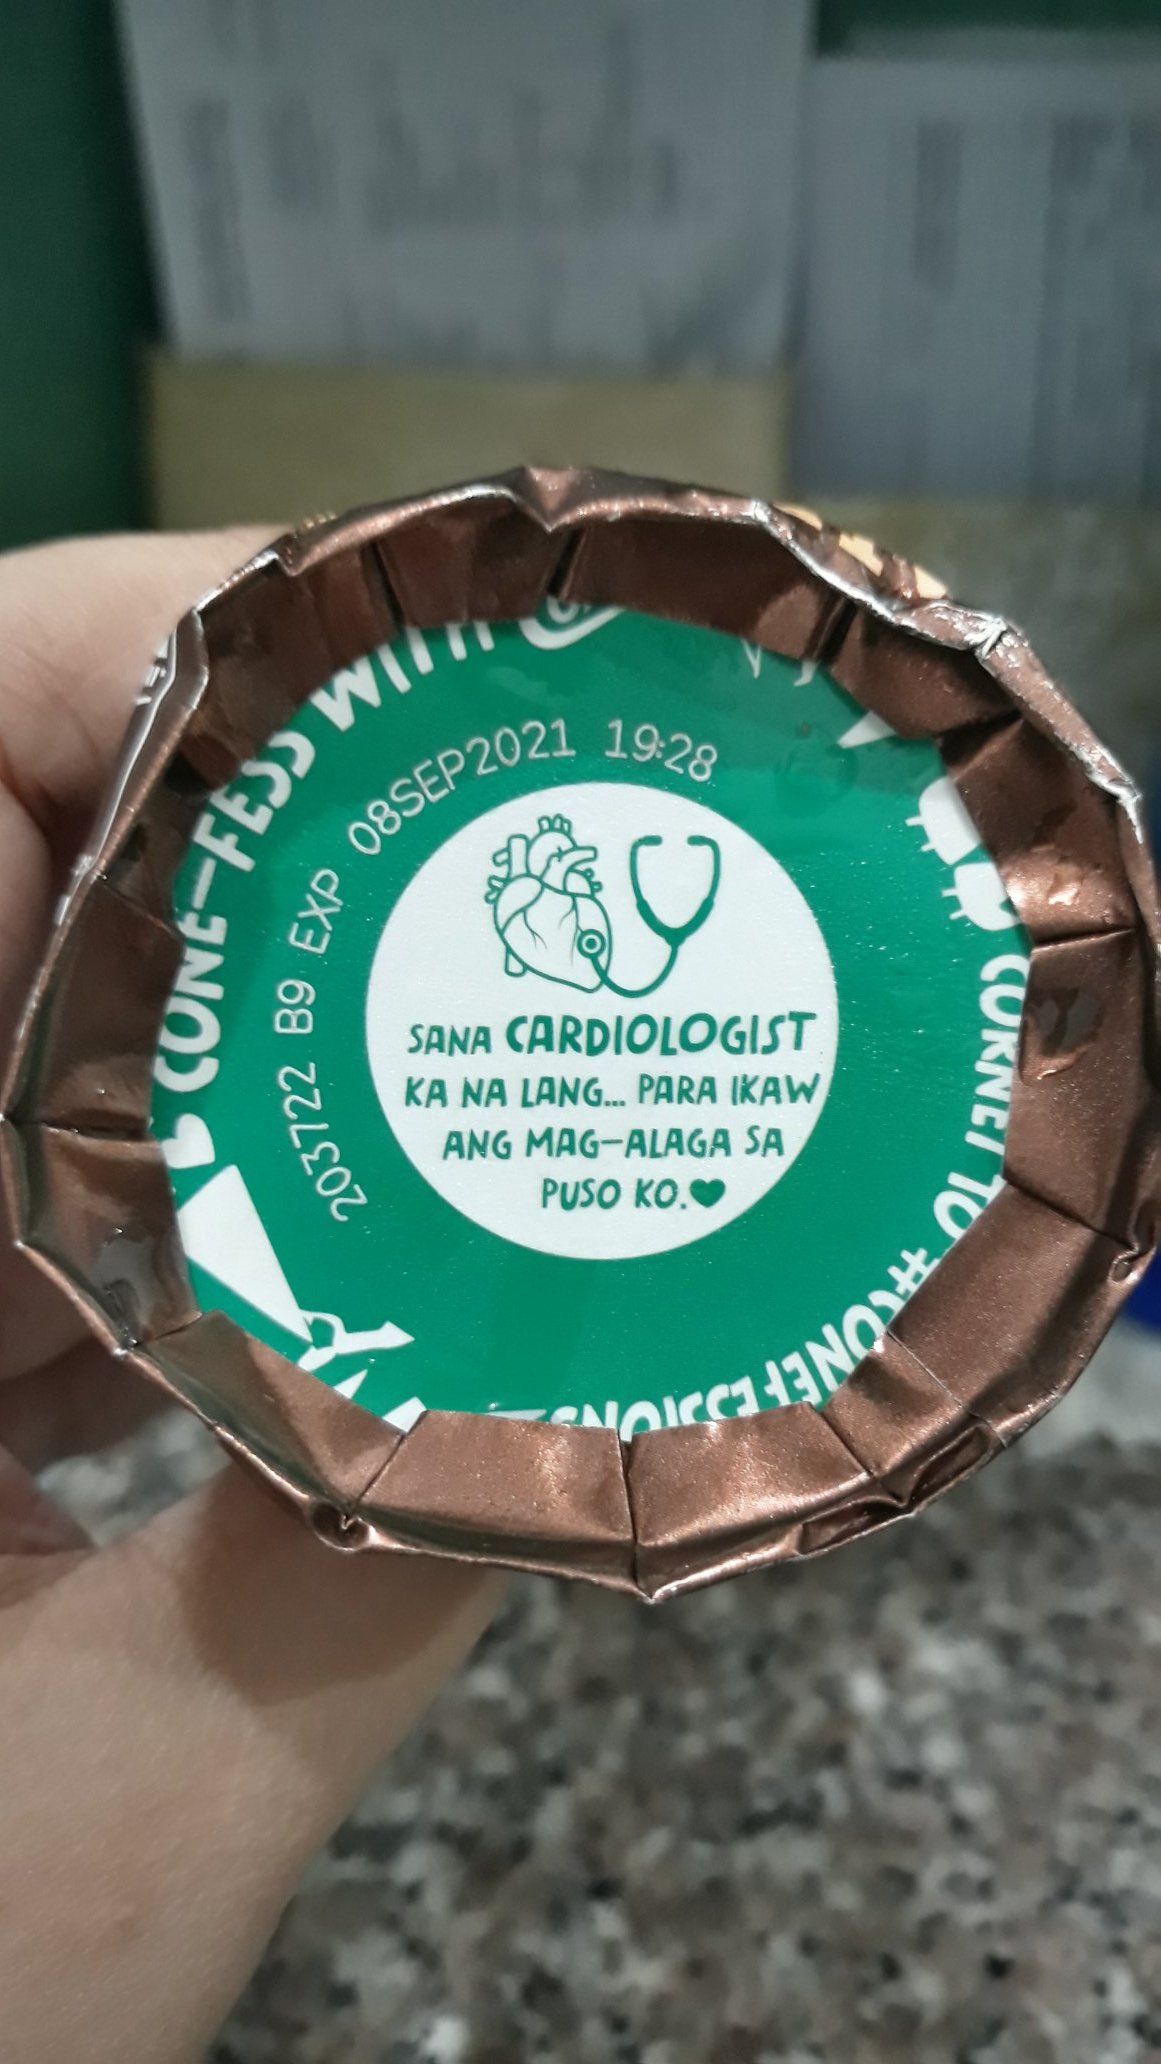 CONE-FESS WITH
203722 B9 EXP 08SEP2021 19:28
SANA CARDIOLOGIST
KA NA LANG... PARA IKAW
ANG MAG-ALAGA SA
PUSO KO.
#CONEFESSIONS